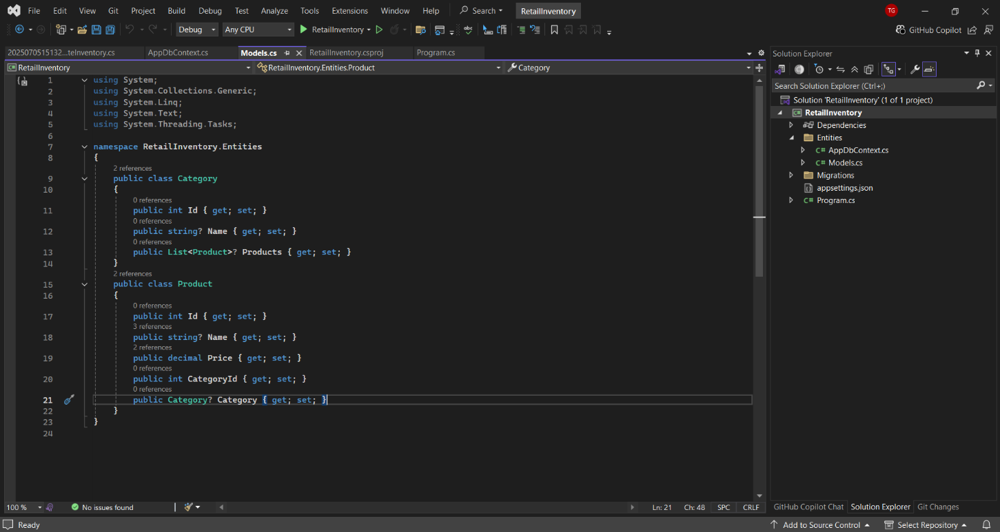 File Edit View Git Project Build Debug Test Analyze Tools Extensions Window Help Search RetailInventory TG
Debug Any CPU RetailInventory GitHub Copilot
2025070515132...teInventory.cs AppDbContext.cs Models.cs RetailInventory.csproj Program.cs
RetailInventory RetailInventory.Entities.Product Category
1 using System;
2 using System.Collections.Generic;
3 using System.Linq;
4 using System.Text;
5 using System.Threading.Tasks;
6
7 namespace RetailInventory.Entities
8 {
2 references
9 public class Category
10 {
0 references
11 public int Id { get; set; }
0 references
12 public string? Name { get; set; }
0 references
13 public List<Product>? Products { get; set; }
14 }
2 references
15 public class Product
16 {
0 references
17 public int Id { get; set; }
3 references
18 public string? Name { get; set; }
2 references
19 public decimal Price { get; set; }
0 references
20 public int CategoryId { get; set; }
0 references
21 public Category? Category { get; set; }
22 }
23 }
24
100 % No issues found Ln: 21 Ch: 48 SPC CRLF
Solution Explorer
Search Solution Explorer (Ctrl+;)
Solution 'RetailInventory' (1 of 1 project)
C# RetailInventory
Dependencies
Entities
C# AppDbContext.cs
C# Models.cs
Migrations
appsettings.json
C# Program.cs
GitHub Copilot Chat Solution Explorer Git Changes
Ready Add to Source Control Select Repository